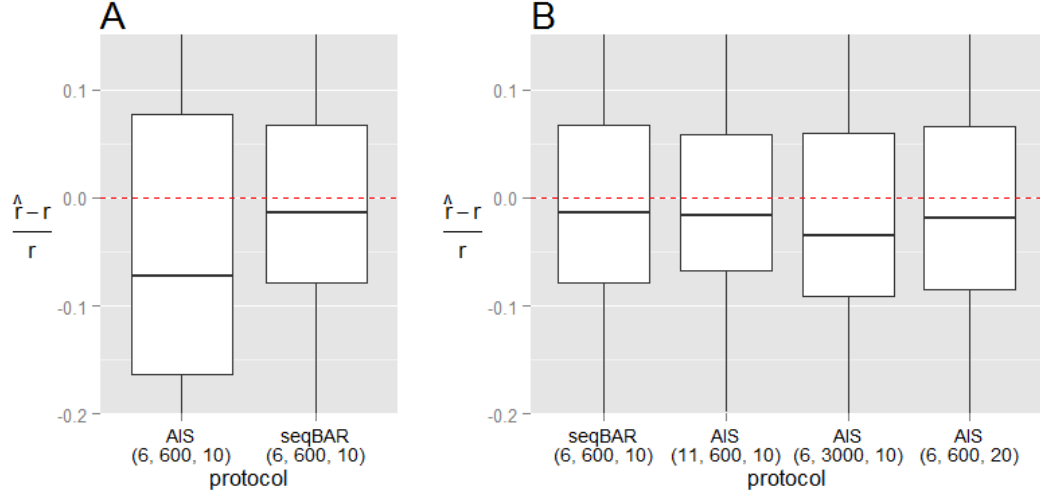 A
0.1
0.0
-0.1
-0.2
r̂ − r
r
AIS
(6, 600, 10)
seqBAR
(6, 600, 10)
protocol
B
0.1
0.0
-0.1
-0.2
r̂ − r
r
seqBAR
(6, 600, 10)
AIS
(11, 600, 10)
AIS
(6, 3000, 10)
AIS
(6, 600, 20)
protocol